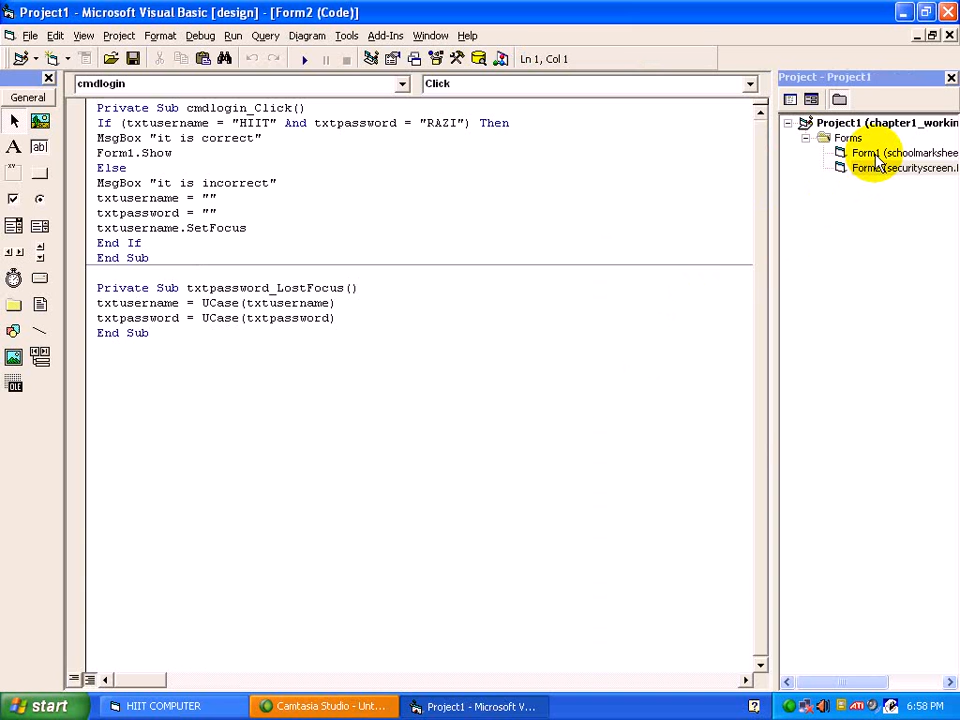 Project1 - Microsoft Visual Basic [design] - [Form2 (Code)]
File Edit View Project Format Debug Run Query Diagram Tools Add-Ins Window Help
Ln 1, Col 1
General
cmdlogin
Click
Private Sub cmdlogin_Click()
If (txtusername = "HIIT" And txtpassword = "RAZI") Then
MsgBox "it is correct"
Form1.Show
Else
MsgBox "it is incorrect"
txtusername = ""
txtpassword = ""
txtusername.SetFocus
End If
End Sub
Private Sub txtpassword_LostFocus()
txtusername = UCase(txtusername)
txtpassword = UCase(txtpassword)
End Sub
Project - Project1
Project1 (chapter1_workin
Forms
Form1 (schoolmarkshee
Form2 (securityscreen.
start
HIIT COMPUTER
Camtasia Studio - Unt...
Project1 - Microsoft V...
6:58 PM